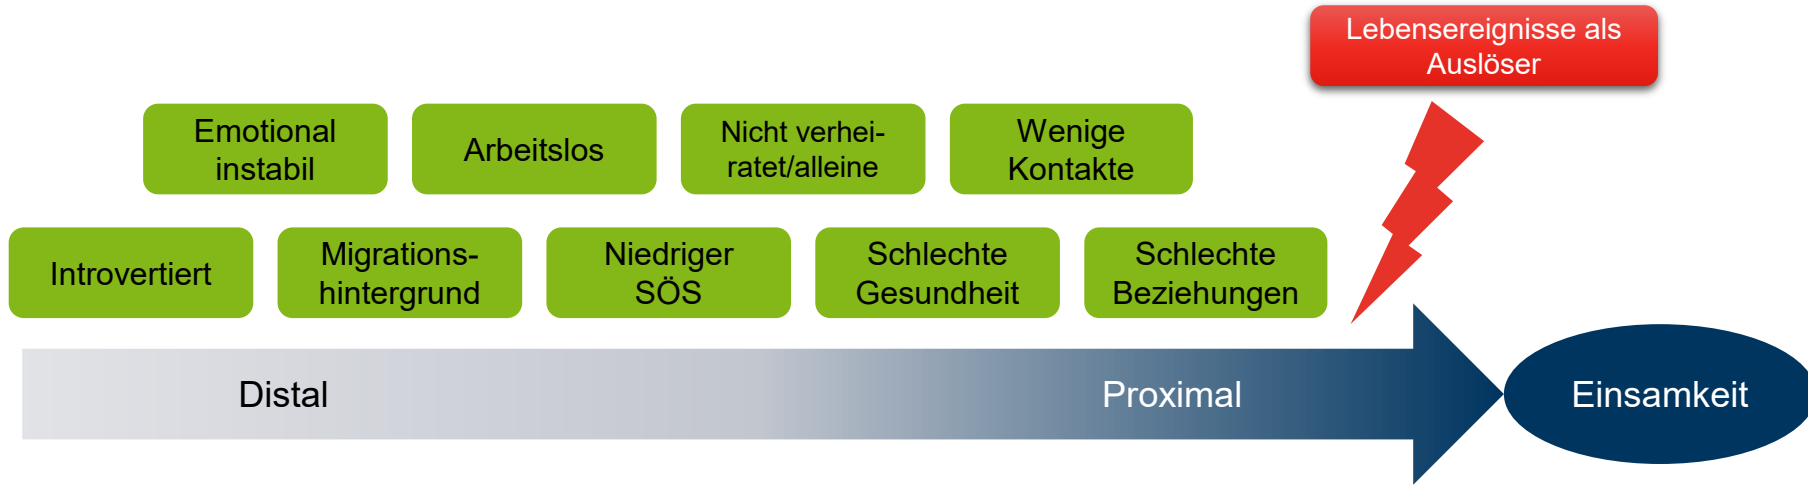 Lebensereignisse als
Auslöser
Emotional
instabil
Arbeitslos
Nicht verhei-
ratet/alleine
Wenige
Kontakte
Introvertiert
Migrations-
hintergrund
Niedriger
SÖS
Schlechte
Gesundheit
Schlechte
Beziehungen
Distal
Proximal
Einsamkeit